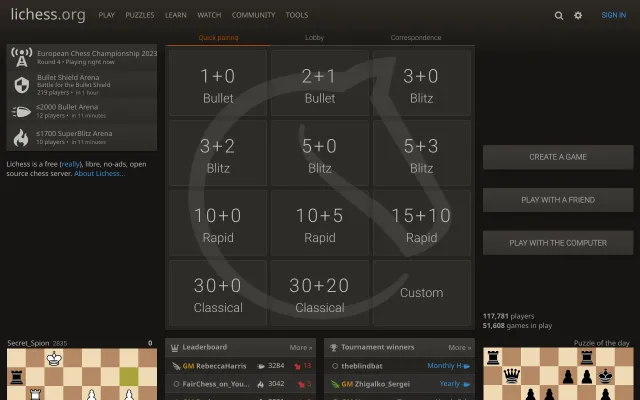 lichess.org PLAY PUZZLES LEARN WATCH COMMUNITY TOOLS SIGN IN
European Chess Championship 2023
Round 4 • Playing right now
Bullet Shield Arena
Battle for the Bullet Shield
219 players • in 1 hour
≤2000 Bullet Arena
12 players • in 11 minutes
≤1700 SuperBlitz Arena
10 players • in 11 minutes
Lichess is a free (really), libre, no-ads, open
source chess server. About Lichess...
Quick pairing Lobby Correspondence
1+0 2+1 3+0
Bullet Bullet Blitz
3+2 5+0 5+3
Blitz Blitz Blitz
10+0 10+5 15+10
Rapid Rapid Rapid
30+0 30+20 Custom
Classical Classical
CREATE A GAME
PLAY WITH A FRIEND
PLAY WITH THE COMPUTER
117,781 players
51,608 games in play
Secret_Spion 2835 0
Leaderboard More »
GM RebeccaHarris 3284 13
FairChess_on_You... 3042 3
Tournament winners More »
theblindbat Monthly H
GM Zhigalko_Sergei Yearly
Puzzle of the day